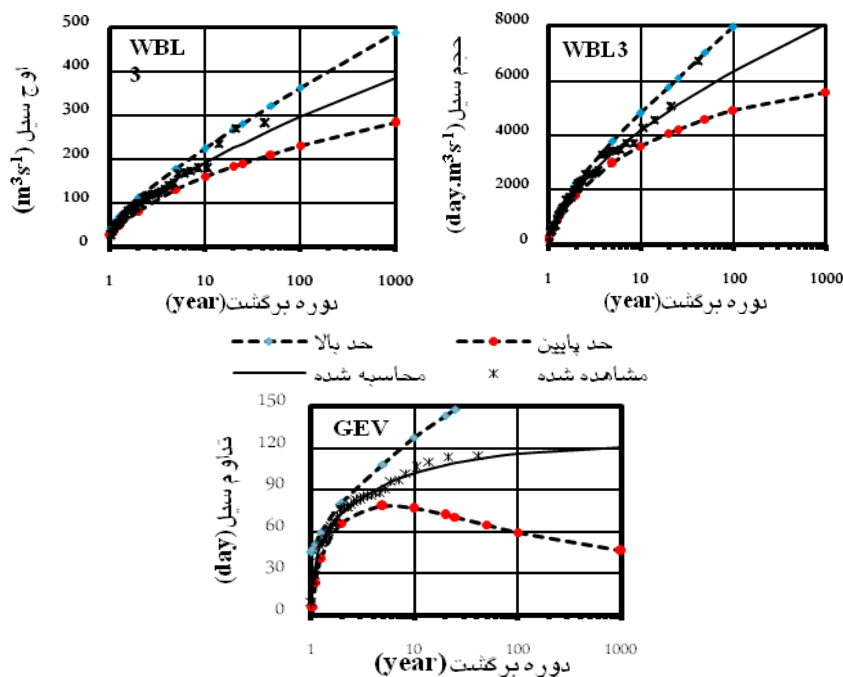 WBL
3
اوج سیل (m³s⁻¹)
500
400
300
200
100
0
1
10
100
1000
دوره برگشت(year)
WBL3
حجم سیل (day.m³s⁻¹)
8000
6000
4000
2000
0
1
10
100
1000
دوره برگشت(year)
حد بالا
حد پایین
محاسبه شده
مشاهده شده
GEV
تداوم سیل(day)
150
120
90
60
30
0
1
10
100
1000
دوره برگشت(year)